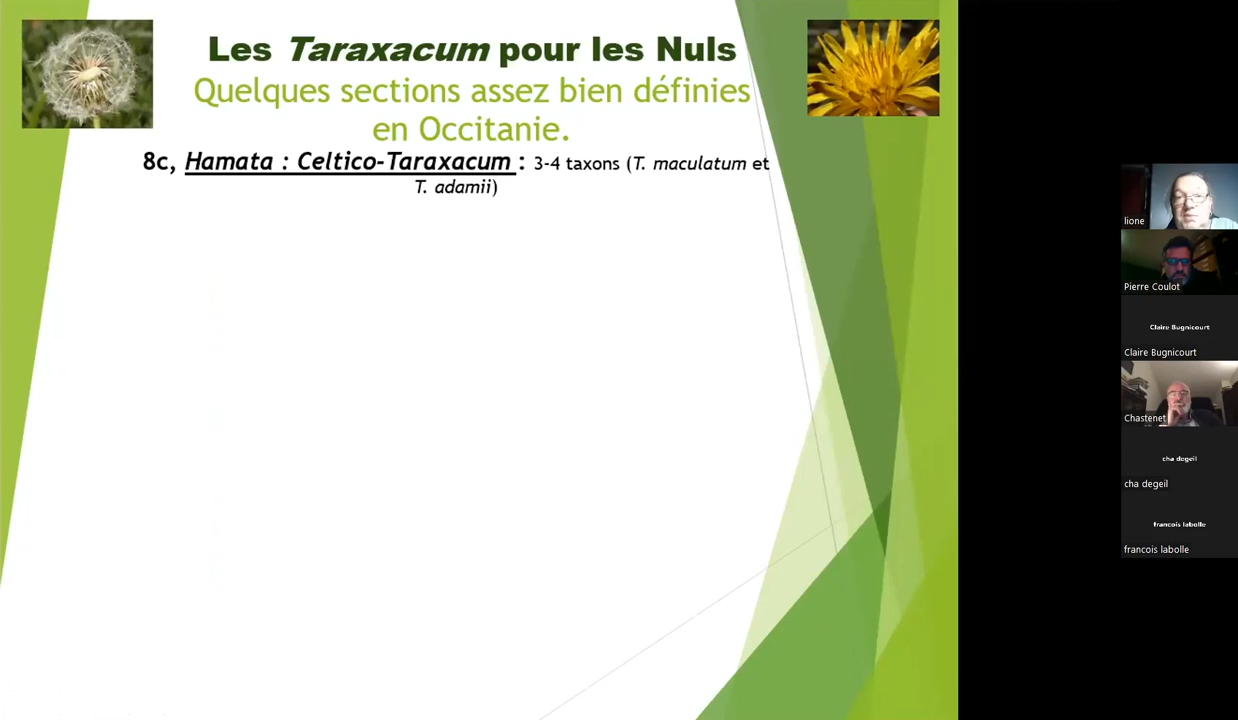 Les Taraxacum pour les Nuls
Quelques sections assez bien définies
en Occitanie.
8c, Hamata : Celtico-Taraxacum : 3-4 taxons (T. maculatum et
T. adamii)
lione
Pierre Coulot
Claire Bugnicourt
Claire Bugnicourt
Chastenet
cha degeil
cha degeil
francois labolle
francois labolle